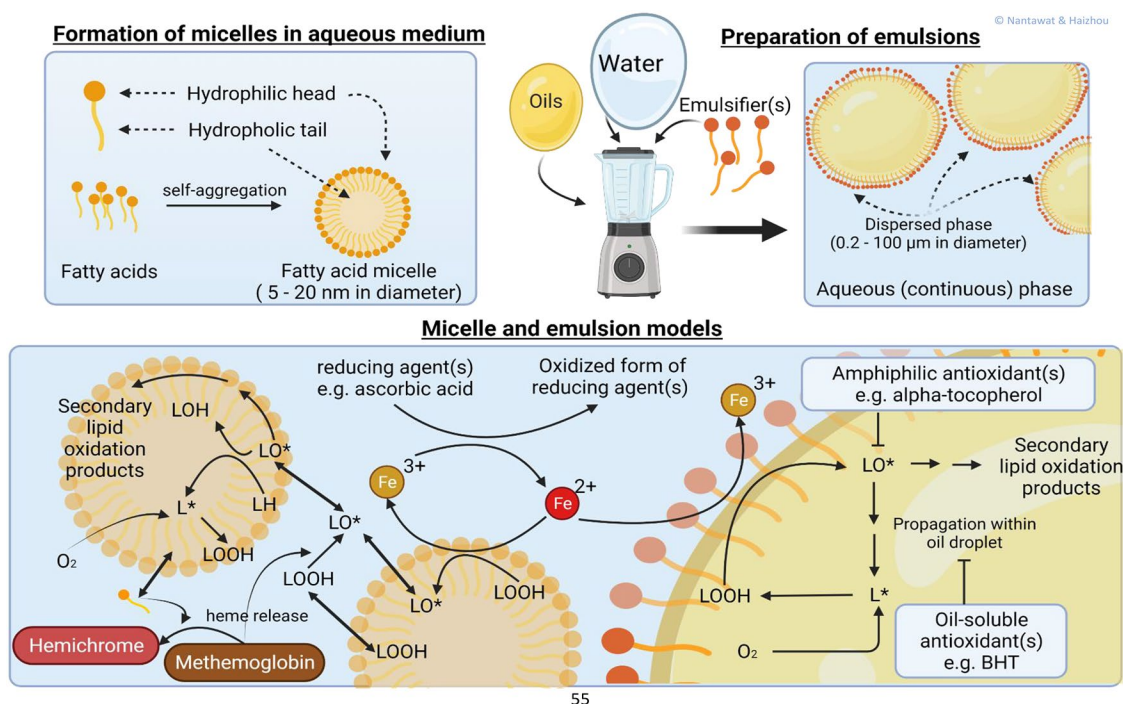 © Nantawat & Haizhou
Formation of micelles in aqueous medium
Hydrophilic head
Hydropholic tail
self-aggregation
Fatty acids
Fatty acid micelle
( 5 - 20 nm in diameter)
Preparation of emulsions
Oils
Water
Emulsifier(s)
Dispersed phase
(0.2 - 100 μm in diameter)
Aqueous (continuous) phase
Micelle and emulsion models
Secondary
lipid
oxidation
products
LOH
LO*
L*
LH
O₂
LOOH
heme release
Hemichrome
Methemoglobin
reducing agent(s)
e.g. ascorbic acid
Oxidized form of
reducing agent(s)
Fe 3+
Fe 2+
LO*
LOOH
LO*
LOOH
LOOH
Fe 3+
Amphiphilic antioxidant(s)
e.g. alpha-tocopherol
LO*
Secondary
lipid oxidation
products
Propagation within
oil droplet
LOOH
L*
O₂
Oil-soluble
antioxidant(s)
e.g. BHT
55